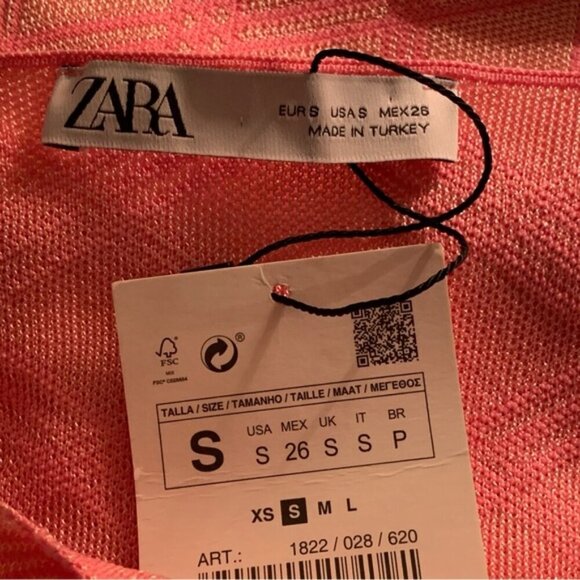 ZARA
EUR S USA S MEX 26
MADE IN TURKEY
FSC
MIX
TALLA / SIZE / TAMANHO / TAILLE / MAAT / ΜΕΓΕΘΟΣ
USA MEX UK IT BR
S S 26 S S P
XS S M L
ART.: 1822 / 028 / 620